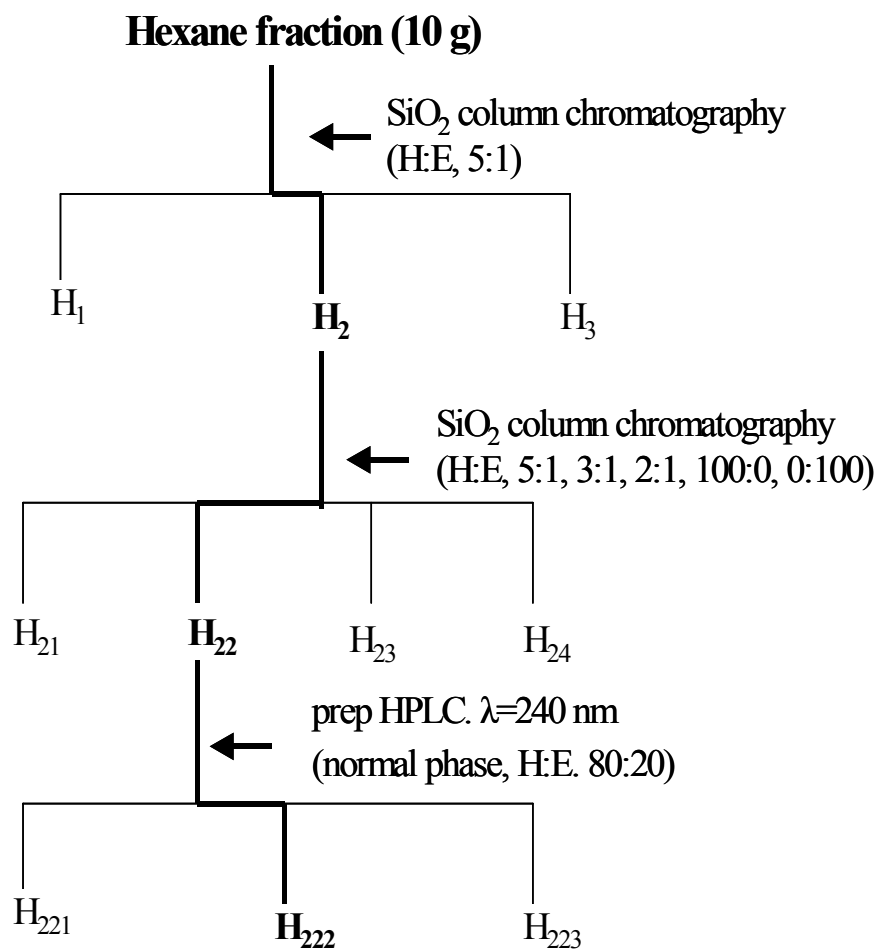 Hexane fraction (10 g)
SiO₂ column chromatography
(H:E, 5:1)
H₁
H₂
H₃
SiO₂ column chromatography
(H:E, 5:1, 3:1, 2:1, 100:0, 0:100)
H₂₁
H₂₂
H₂₃
H₂₄
prep HPLC. λ=240 nm
(normal phase, H:E. 80:20)
H₂₂₁
H₂₂₂
H₂₂₃